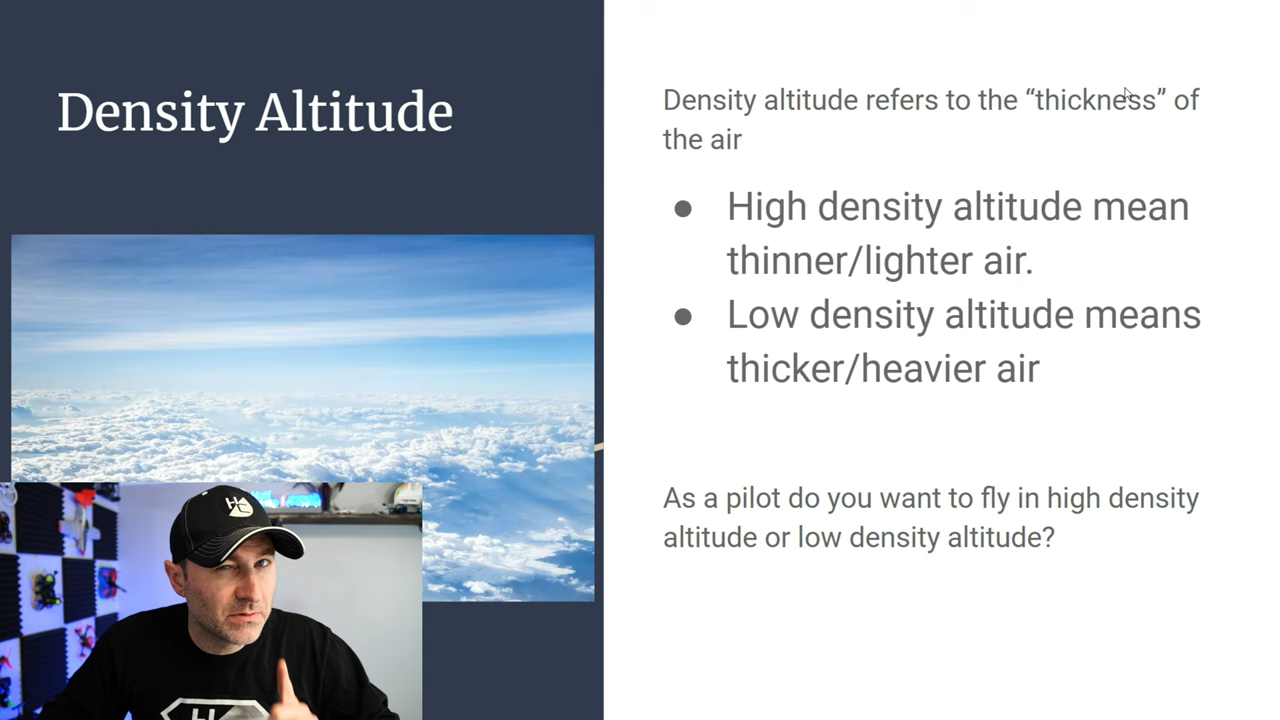 Density Altitude
Density altitude refers to the “thickness” of
the air
● High density altitude mean
thinner/lighter air.
● Low density altitude means
thicker/heavier air
As a pilot do you want to fly in high density
altitude or low density altitude?